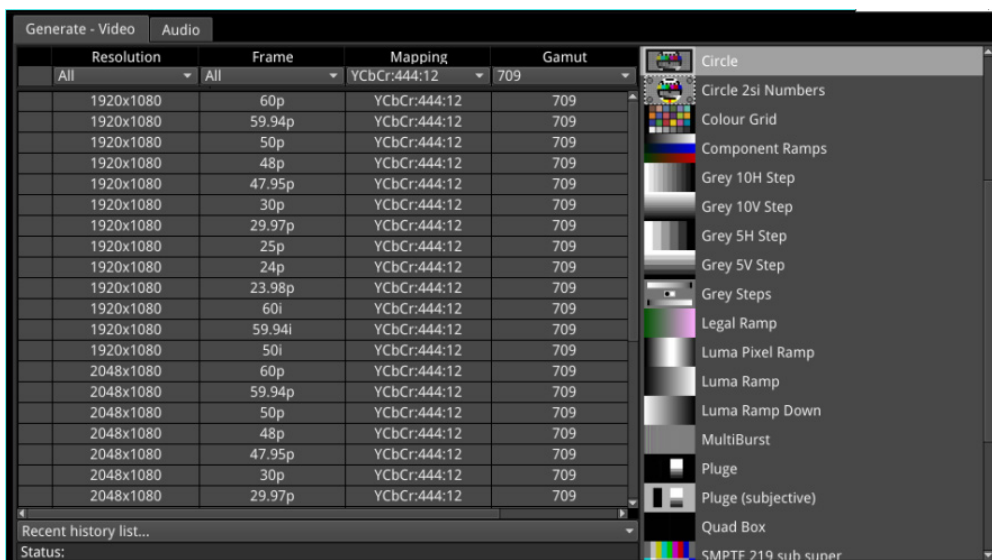 Generate - Video Audio
Resolution Frame Mapping Gamut
All All YCbCr:444:12 709
1920x1080 60p YCbCr:444:12 709
1920x1080 59.94p YCbCr:444:12 709
1920x1080 50p YCbCr:444:12 709
1920x1080 48p YCbCr:444:12 709
1920x1080 47.95p YCbCr:444:12 709
1920x1080 30p YCbCr:444:12 709
1920x1080 29.97p YCbCr:444:12 709
1920x1080 25p YCbCr:444:12 709
1920x1080 24p YCbCr:444:12 709
1920x1080 23.98p YCbCr:444:12 709
1920x1080 60i YCbCr:444:12 709
1920x1080 59.94i YCbCr:444:12 709
1920x1080 50i YCbCr:444:12 709
2048x1080 60p YCbCr:444:12 709
2048x1080 59.94p YCbCr:444:12 709
2048x1080 50p YCbCr:444:12 709
2048x1080 48p YCbCr:444:12 709
2048x1080 47.95p YCbCr:444:12 709
2048x1080 30p YCbCr:444:12 709
2048x1080 29.97p YCbCr:444:12 709
Recent history list...
Status:
Circle
Circle 2si Numbers
Colour Grid
Component Ramps
Grey 10H Step
Grey 10V Step
Grey 5H Step
Grey 5V Step
Grey Steps
Legal Ramp
Luma Pixel Ramp
Luma Ramp
Luma Ramp Down
MultiBurst
Pluge
Pluge (subjective)
Quad Box
SMPTE 219 sub super